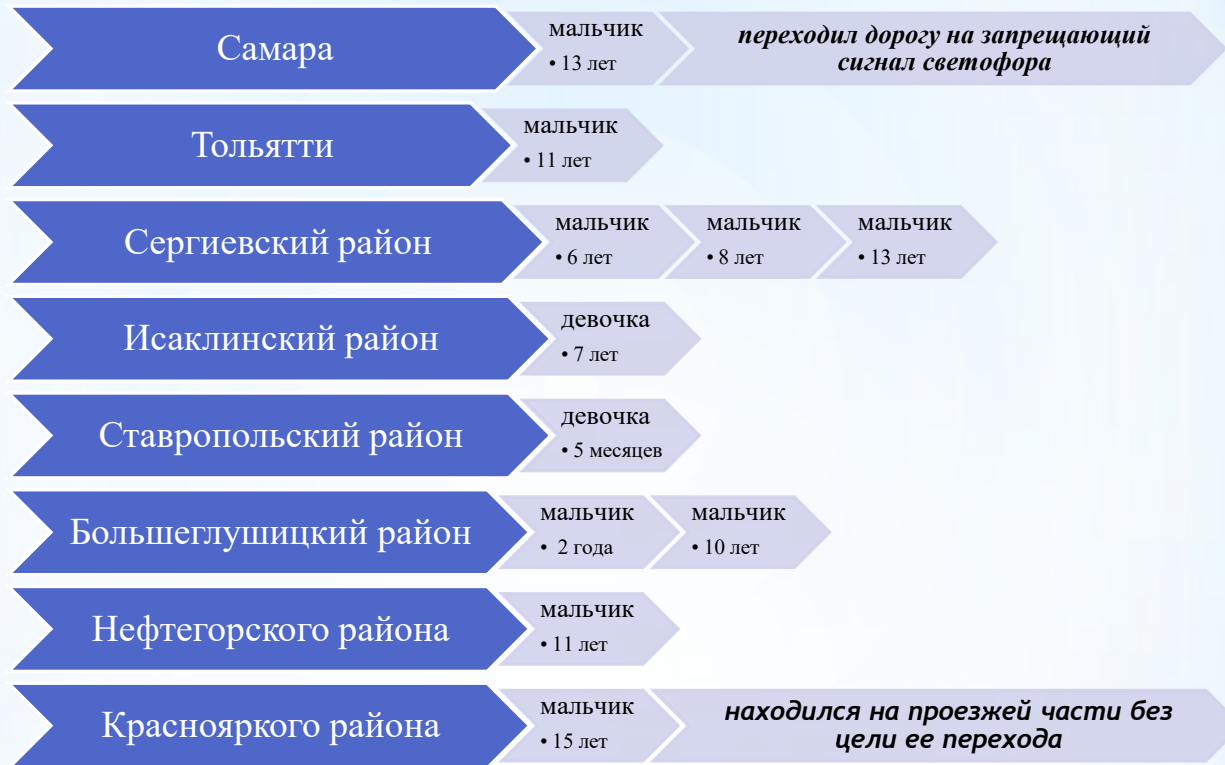 Самара
мальчик
• 13 лет
переходил дорогу на запрещающий
сигнал светофора
Тольятти
мальчик
• 11 лет
Сергиевский район
мальчик
• 6 лет
мальчик
• 8 лет
мальчик
• 13 лет
Исаклинский район
девочка
• 7 лет
Ставропольский район
девочка
• 5 месяцев
Большеглушицкий район
мальчик
• 2 года
мальчик
• 10 лет
Нефтегорского района
мальчик
• 11 лет
Краснояркого района
мальчик
• 15 лет
находился на проезжей части без
цели ее перехода